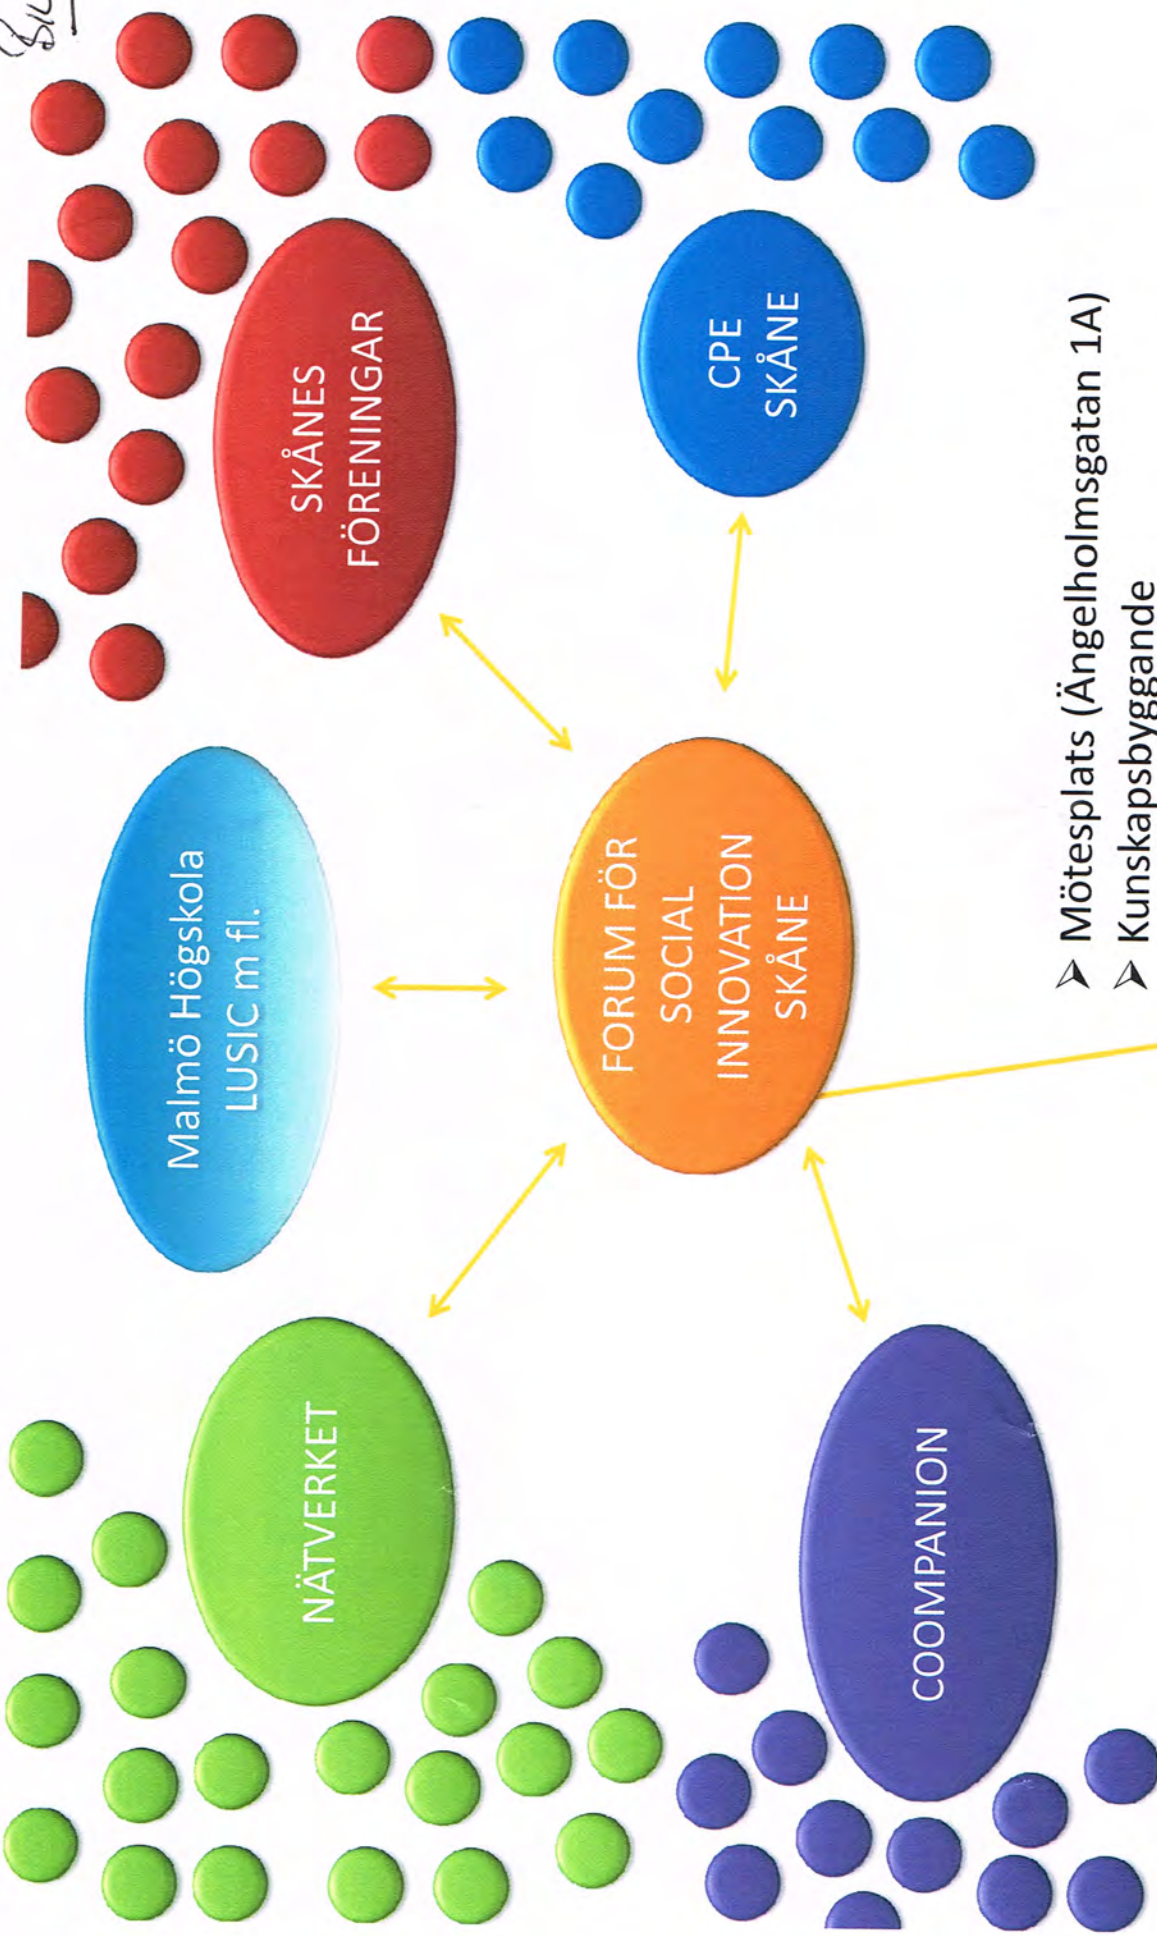 Malmö Högskola
LUSIC m fl.
NÄTVERKET
SKÅNES
FÖRENINGAR
FORUM FÖR
SOCIAL
INNOVATION
SKÅNE
CPE
SKÅNE
COOMPANION
➢ Mötesplats (Ängelholmsgatan 1A)
➢ Kunskapsbyggande